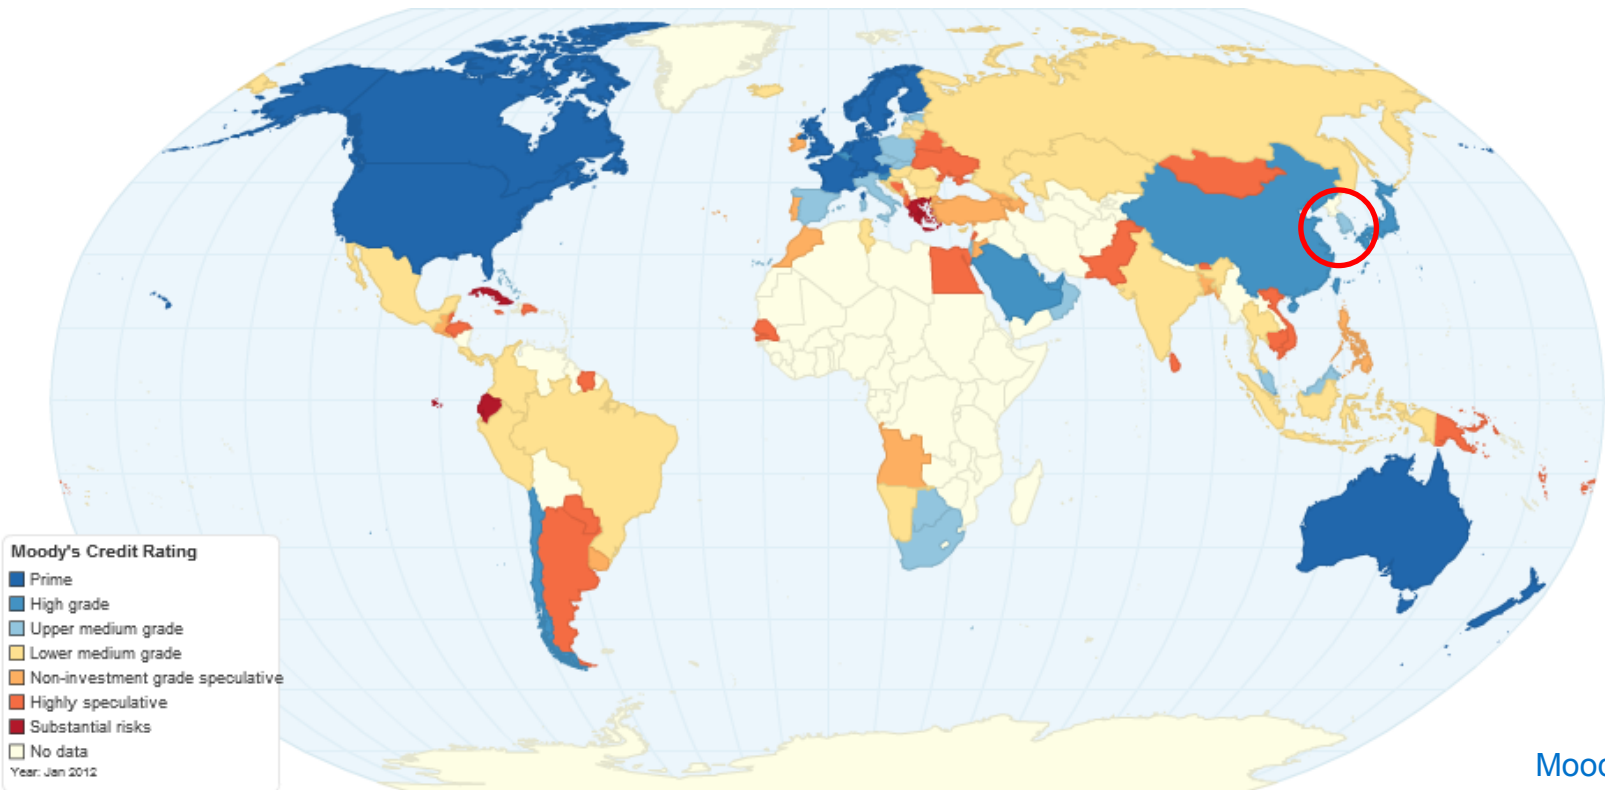 Moody's Credit Rating
Prime
High grade
Upper medium grade
Lower medium grade
Non-investment grade speculative
Highly speculative
Substantial risks
No data
Year: Jan 2012